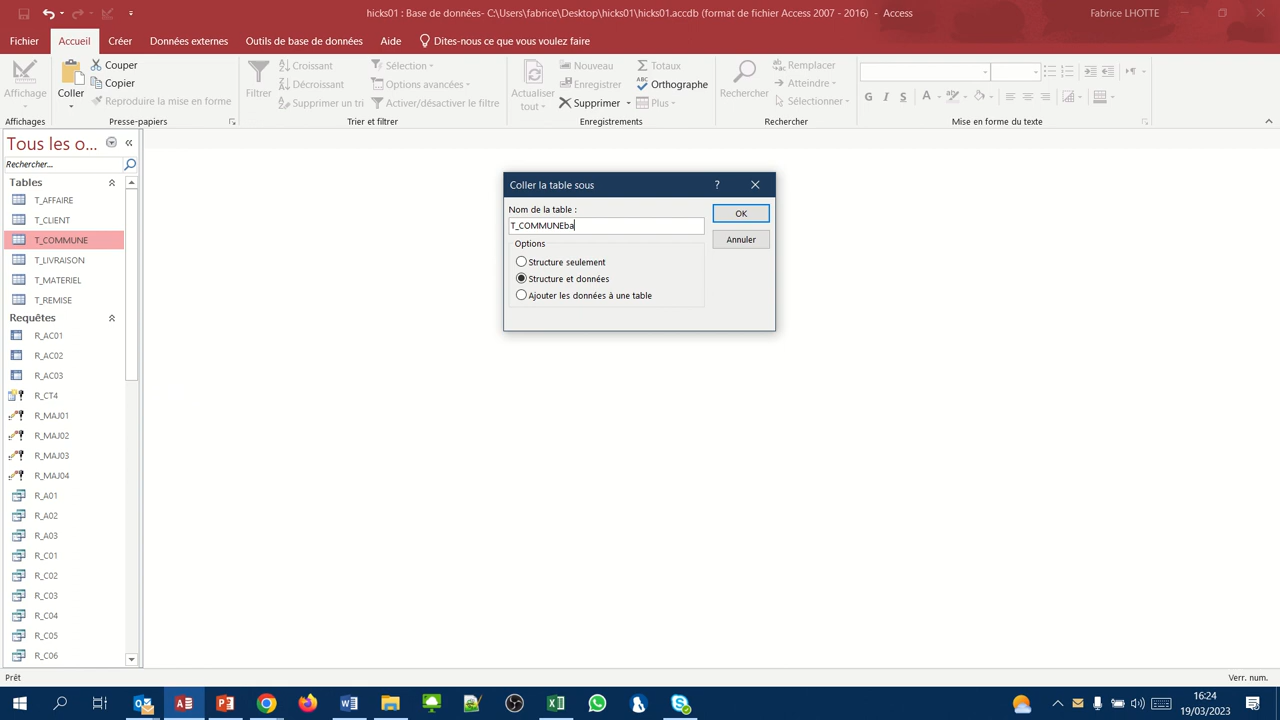 hicks01 : Base de données- C:\Users\fabrice\Desktop\hicks01\hicks01.accdb (format de fichier Access 2007 - 2016) - Access
Fabrice LHOTTE
Fichier
Accueil
Créer
Données externes
Outils de base de données
Aide
Dites-nous ce que vous voulez faire
Affichage
Affichages
Coller
Couper
Copier
Reproduire la mise en forme
Presse-papiers
Filtrer
Croissant
Décroissant
Supprimer un tri
Sélection
Options avancées
Activer/désactiver le filtre
Trier et filtrer
Actualiser
tout
Nouveau
Enregistrer
Supprimer
Totaux
Orthographe
Plus
Enregistrements
Rechercher
Remplacer
Atteindre
Sélectionner
Rechercher
G I S
A
Mise en forme du texte
Tous les o...
Rechercher...
Tables
T_AFFAIRE
T_CLIENT
T_COMMUNE
T_LIVRAISON
T_MATERIEL
T_REMISE
Requêtes
R_AC01
R_AC02
R_AC03
R_CT4
R_MAJ01
R_MAJ02
R_MAJ03
R_MAJ04
R_A01
R_A02
R_A03
R_C01
R_C02
R_C03
R_C04
R_C05
R_C06
Coller la table sous
?
Nom de la table :
T_COMMUNEba
OK
Annuler
Options
Structure seulement
Structure et données
Ajouter les données à une table
Prêt
Verr. num.
16:24
19/03/2023